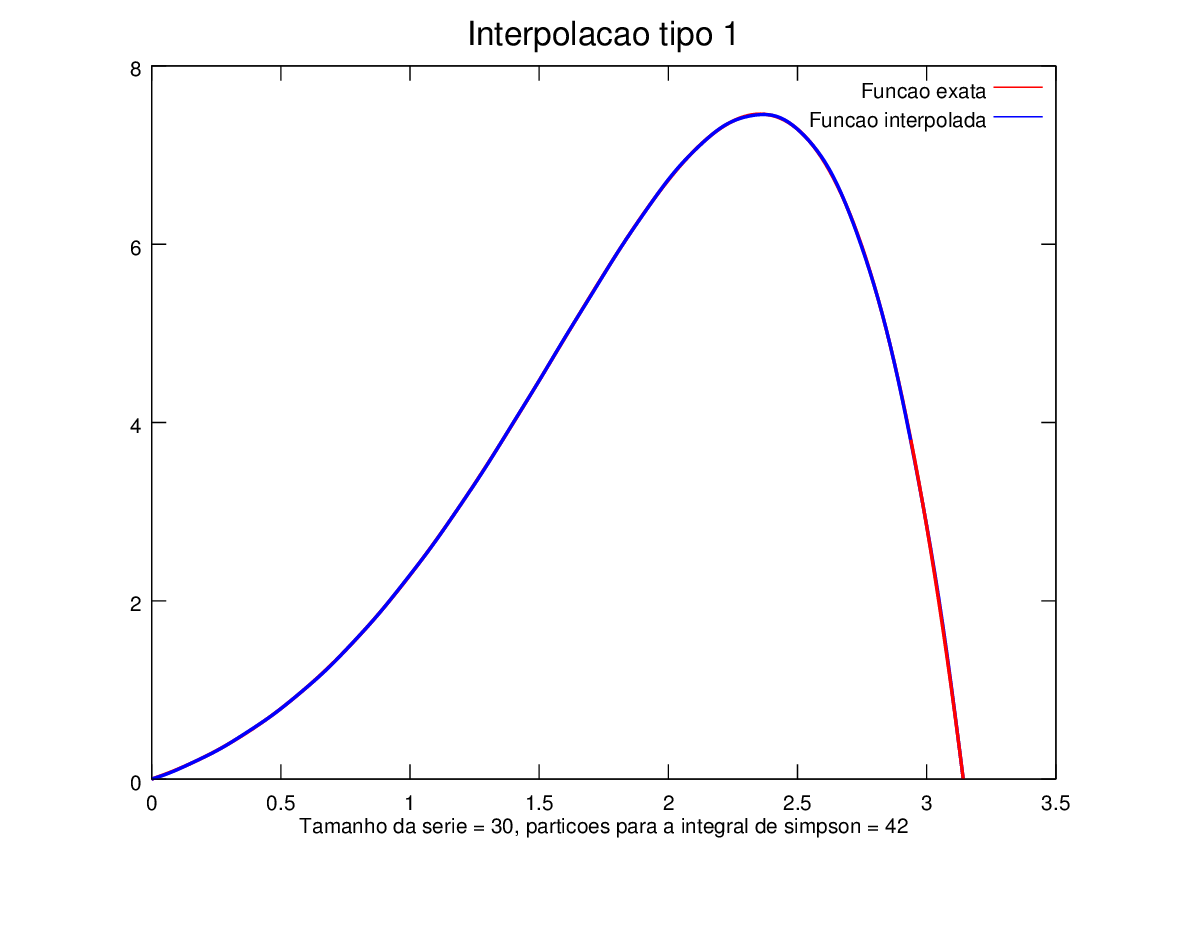 Interpolacao tipo 1
8
Funcao exata
Funcao interpolada
6
4
2
0
0 0.5 1 1.5 2 2.5 3 3.5
Tamanho da serie = 30, particoes para a integral de simpson = 42